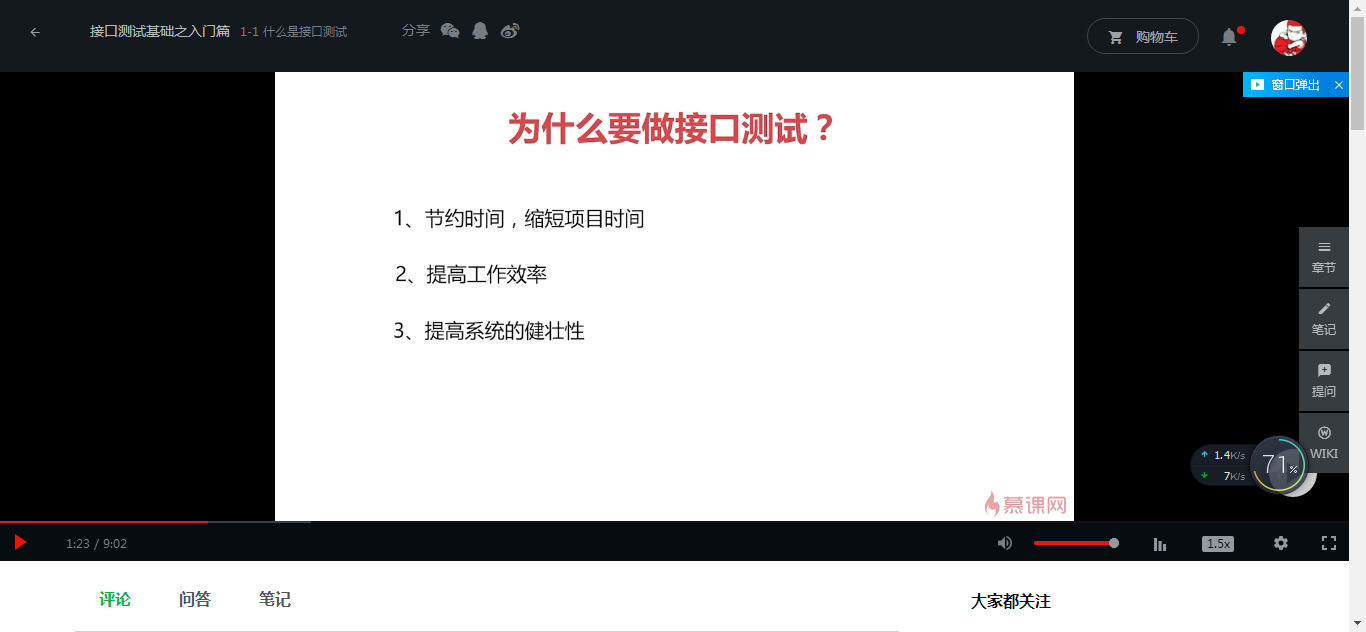 接口测试基础之入门篇 1-1 什么是接口测试 分享 购物车
窗口弹出
为什么要做接口测试？
1、节约时间，缩短项目时间
2、提高工作效率
3、提高系统的健壮性
章节
笔记
提问
WIKI
1.4K/s
7K/s
71%
慕课网
1:23 / 9:02 1.5x
评论 问答 笔记 大家都关注